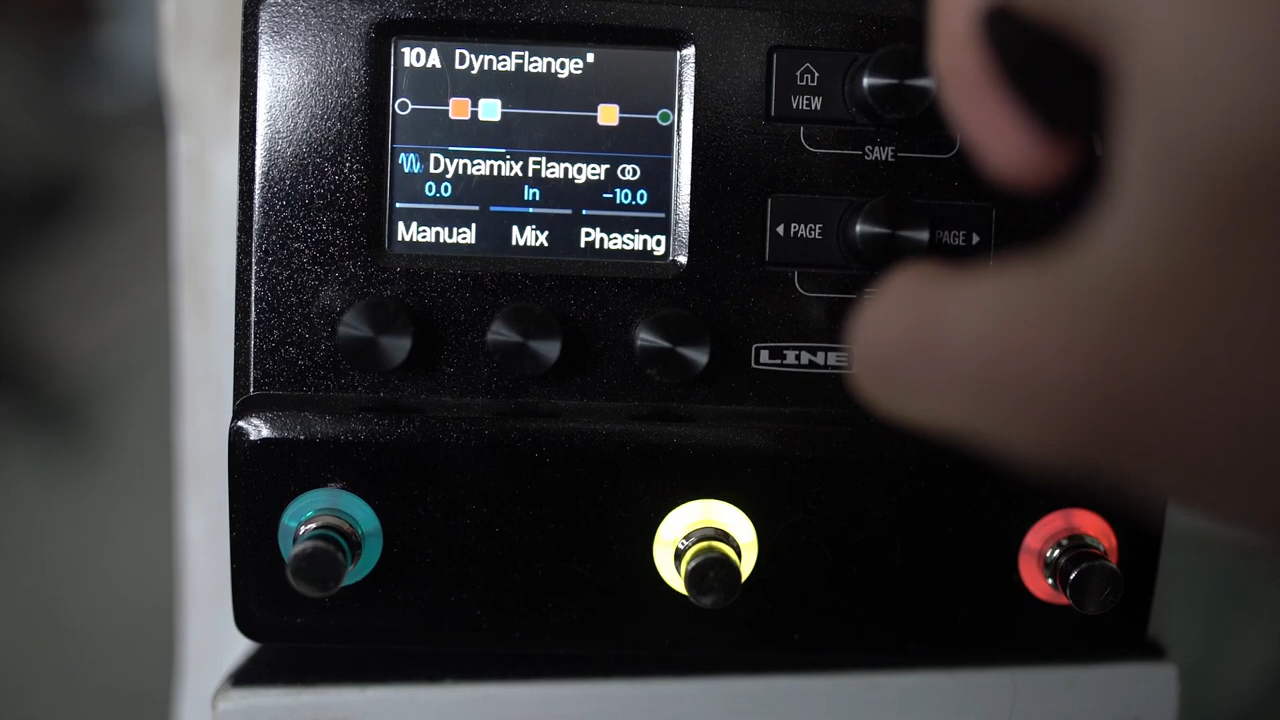 10A DynaFlange
Dynamix Flanger
0.0 In -10.0
Manual Mix Phasing
VIEW
SAVE
PAGE PAGE
LINE